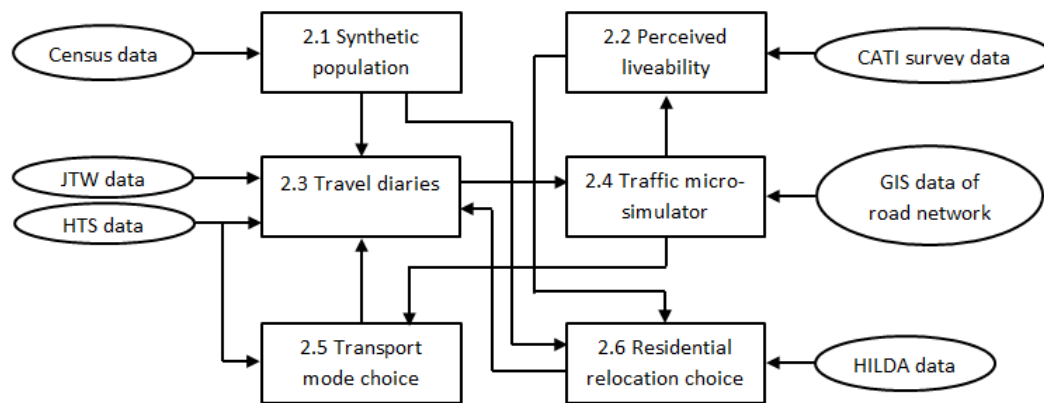 Census data
2.1 Synthetic
population
2.2 Perceived
liveability
CATI survey data
JTW data
HTS data
2.3 Travel diaries
2.4 Traffic micro-
simulator
GIS data of
road network
2.5 Transport
mode choice
2.6 Residential
relocation choice
HILDA data